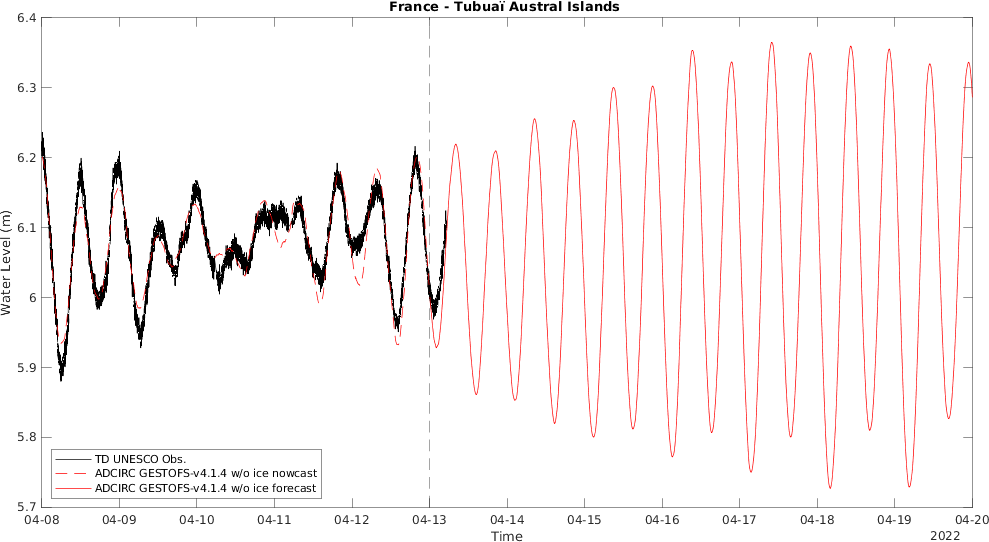 France - Tubuaï Austral Islands
Water Level (m)
6.4
6.3
6.2
6.1
6
5.9
5.8
5.7
TD UNESCO Obs.
ADCIRC GESTOFS-v4.1.4 w/o ice nowcast
ADCIRC GESTOFS-v4.1.4 w/o ice forecast
04-08 04-09 04-10 04-11 04-12 04-13 04-14 04-15 04-16 04-17 04-18 04-19 04-20
Time
2022